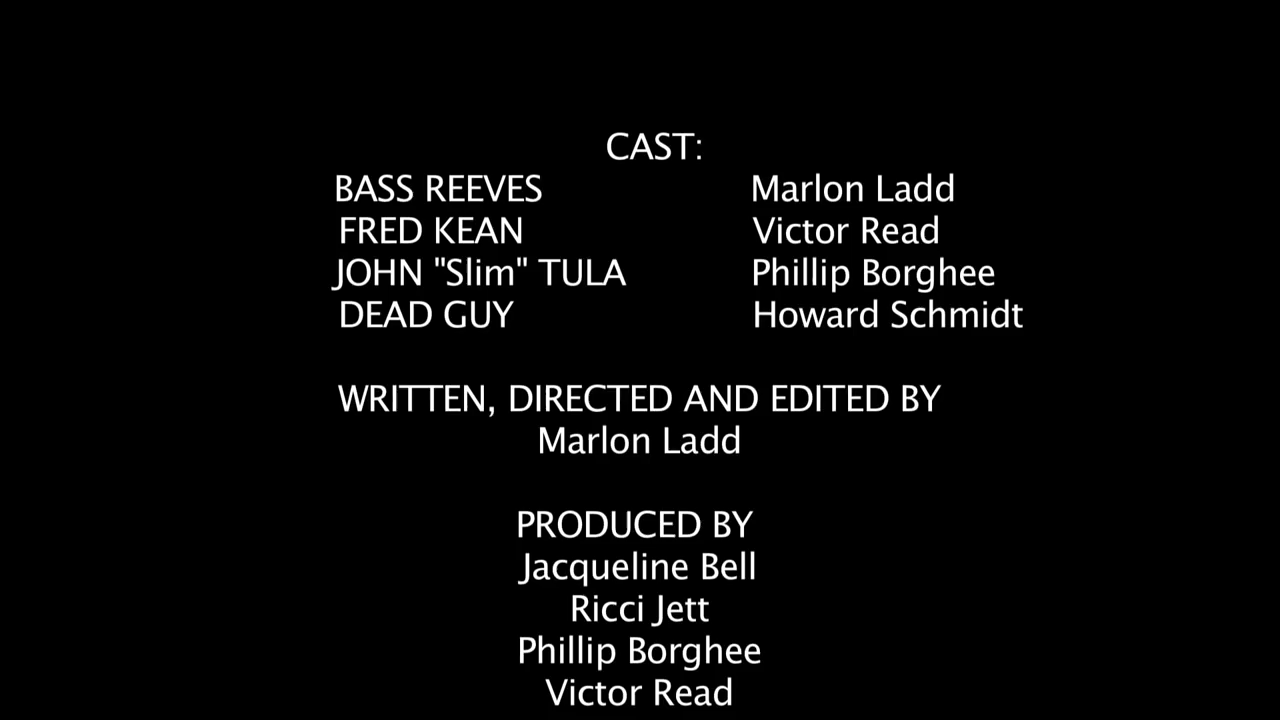 CAST:
BASS REEVES Marlon Ladd
FRED KEAN Victor Read
JOHN "Slim" TULA Phillip Borghee
DEAD GUY Howard Schmidt
WRITTEN, DIRECTED AND EDITED BY
Marlon Ladd
PRODUCED BY
Jacqueline Bell
Ricci Jett
Phillip Borghee
Victor Read